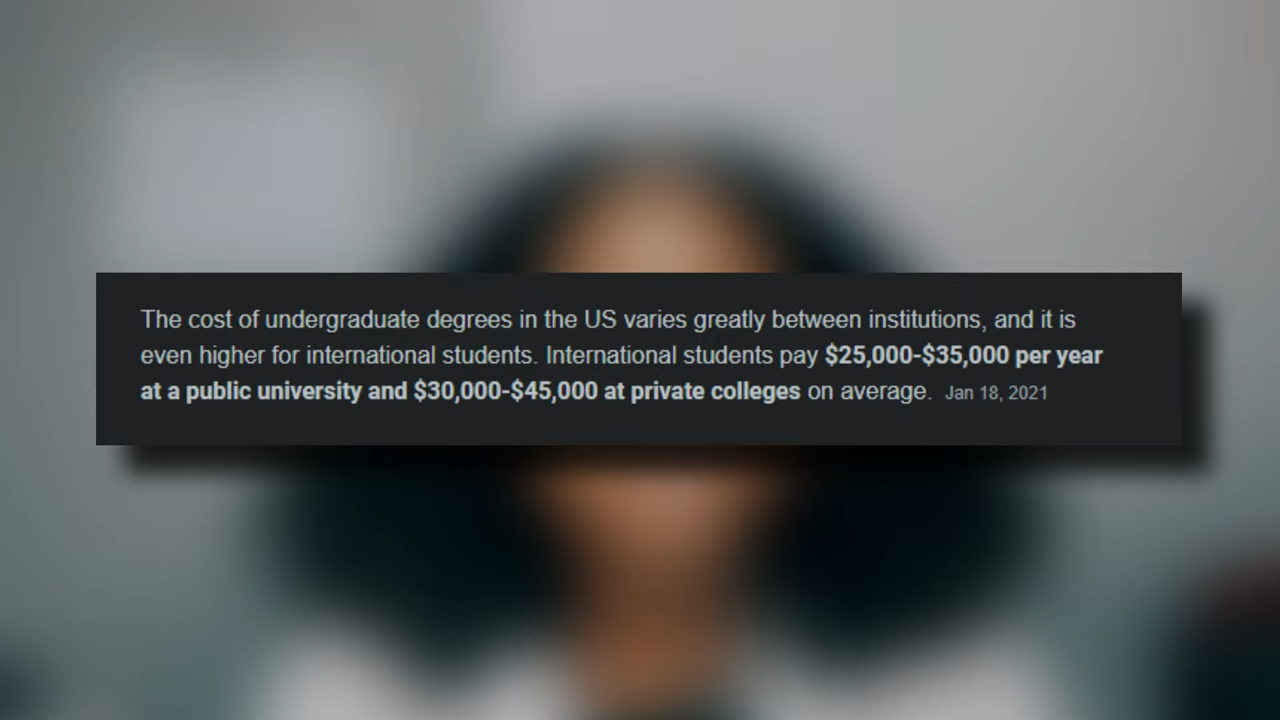 The cost of undergraduate degrees in the US varies greatly between institutions, and it is
even higher for international students. International students pay $25,000-$35,000 per year
at a public university and $30,000-$45,000 at private colleges on average. Jan 18, 2021